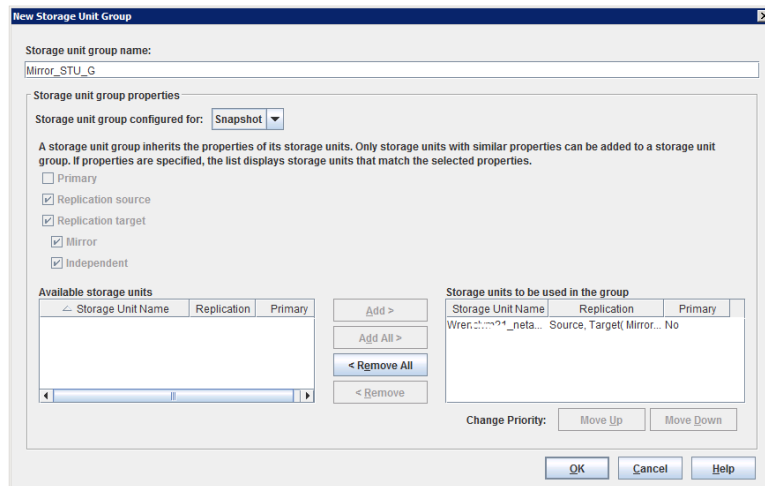 New Storage Unit Group
Storage unit group name:
Mirror_STU_G
Storage unit group properties
Storage unit group configured for: Snapshot
A storage unit group inherits the properties of its storage units. Only storage units with similar properties can be added to a storage unit
group. If properties are specified, the list displays storage units that match the selected properties.
Primary
Replication source
Replication target
Mirror
Independent
Available storage units
Storage Unit Name Replication Primary
Add >
Add All >
< Remove All
< Remove
Storage units to be used in the group
Storage Unit Name Replication Primary
Source, Target( Mirror... No
Change Priority: Move Up Move Down
OK Cancel Help